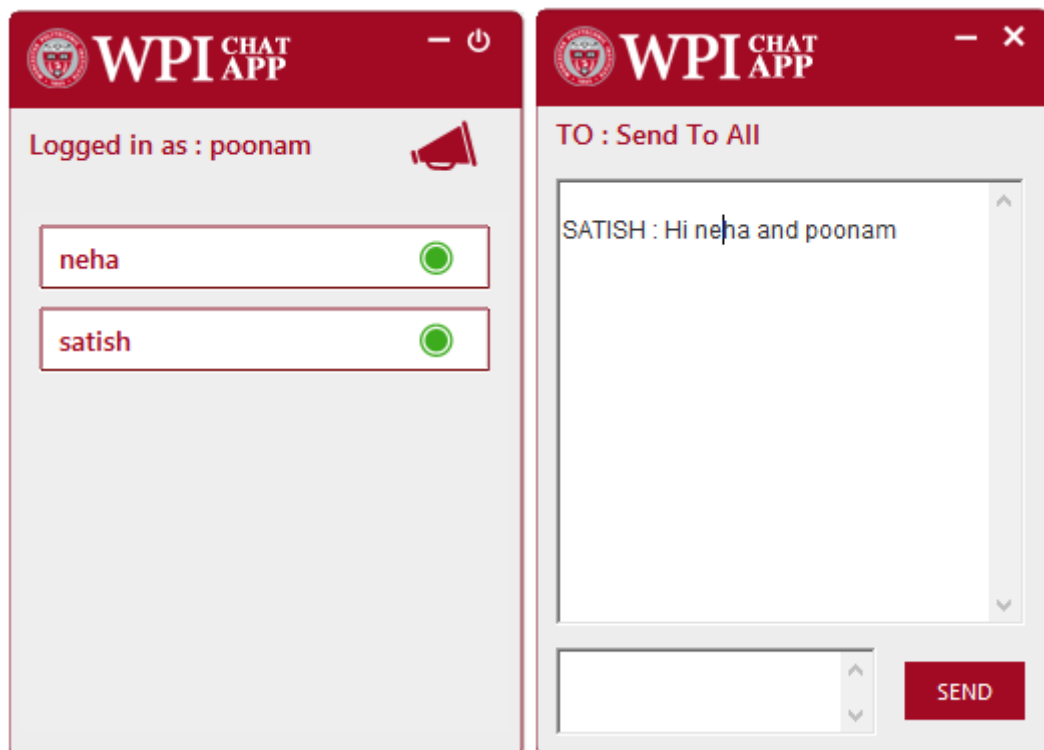 WPI CHAT APP
Logged in as : poonam
neha
satish
WPI CHAT APP
TO : Send To All
SATISH : Hi neha and poonam
SEND